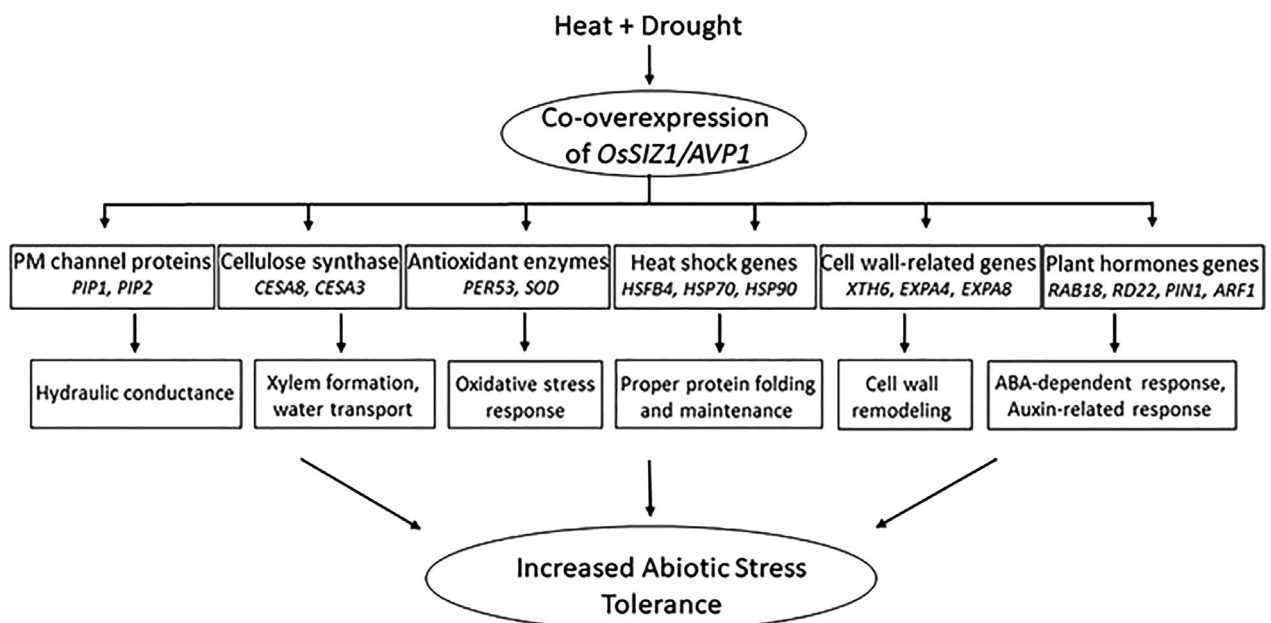 Heat + Drought
Co-overexpression
of OsSIZ1/AVP1
PM channel proteins
PIP1, PIP2
Cellulose synthase
CESA8, CESA3
Antioxidant enzymes
PER53, SOD
Heat shock genes
HSFB4, HSP70, HSP90
Cell wall-related genes
XTH6, EXPA4, EXPA8
Plant hormones genes
RAB18, RD22, PIN1, ARF1
Hydraulic conductance
Xylem formation,
water transport
Oxidative stress
response
Proper protein folding
and maintenance
Cell wall
remodeling
ABA-dependent response,
Auxin-related response
Increased Abiotic Stress
Tolerance